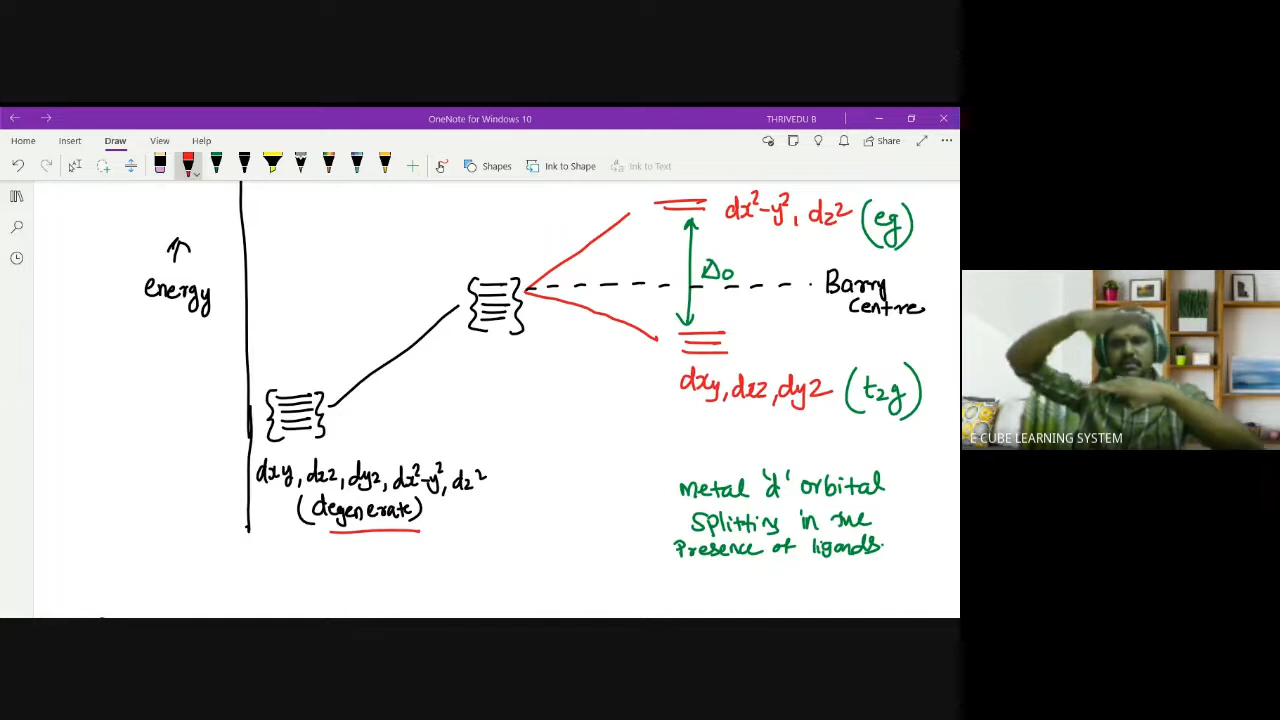 OneNote for Windows 10
THRIVEDU B
Home Insert Draw View Help
Share
Shapes
Ink to Shape
Ink to Text
dx²-y², dz² (eg)
↑
energy
Δo
Barry
Centre
dxy, dxz, dyz (t2g)
dxy, dxz, dyz, dx²-y², dz²
(degenerate)
Metal 'd' orbital
Splitting in the
Presence of ligands.
E CUBE LEARNING SYSTEM